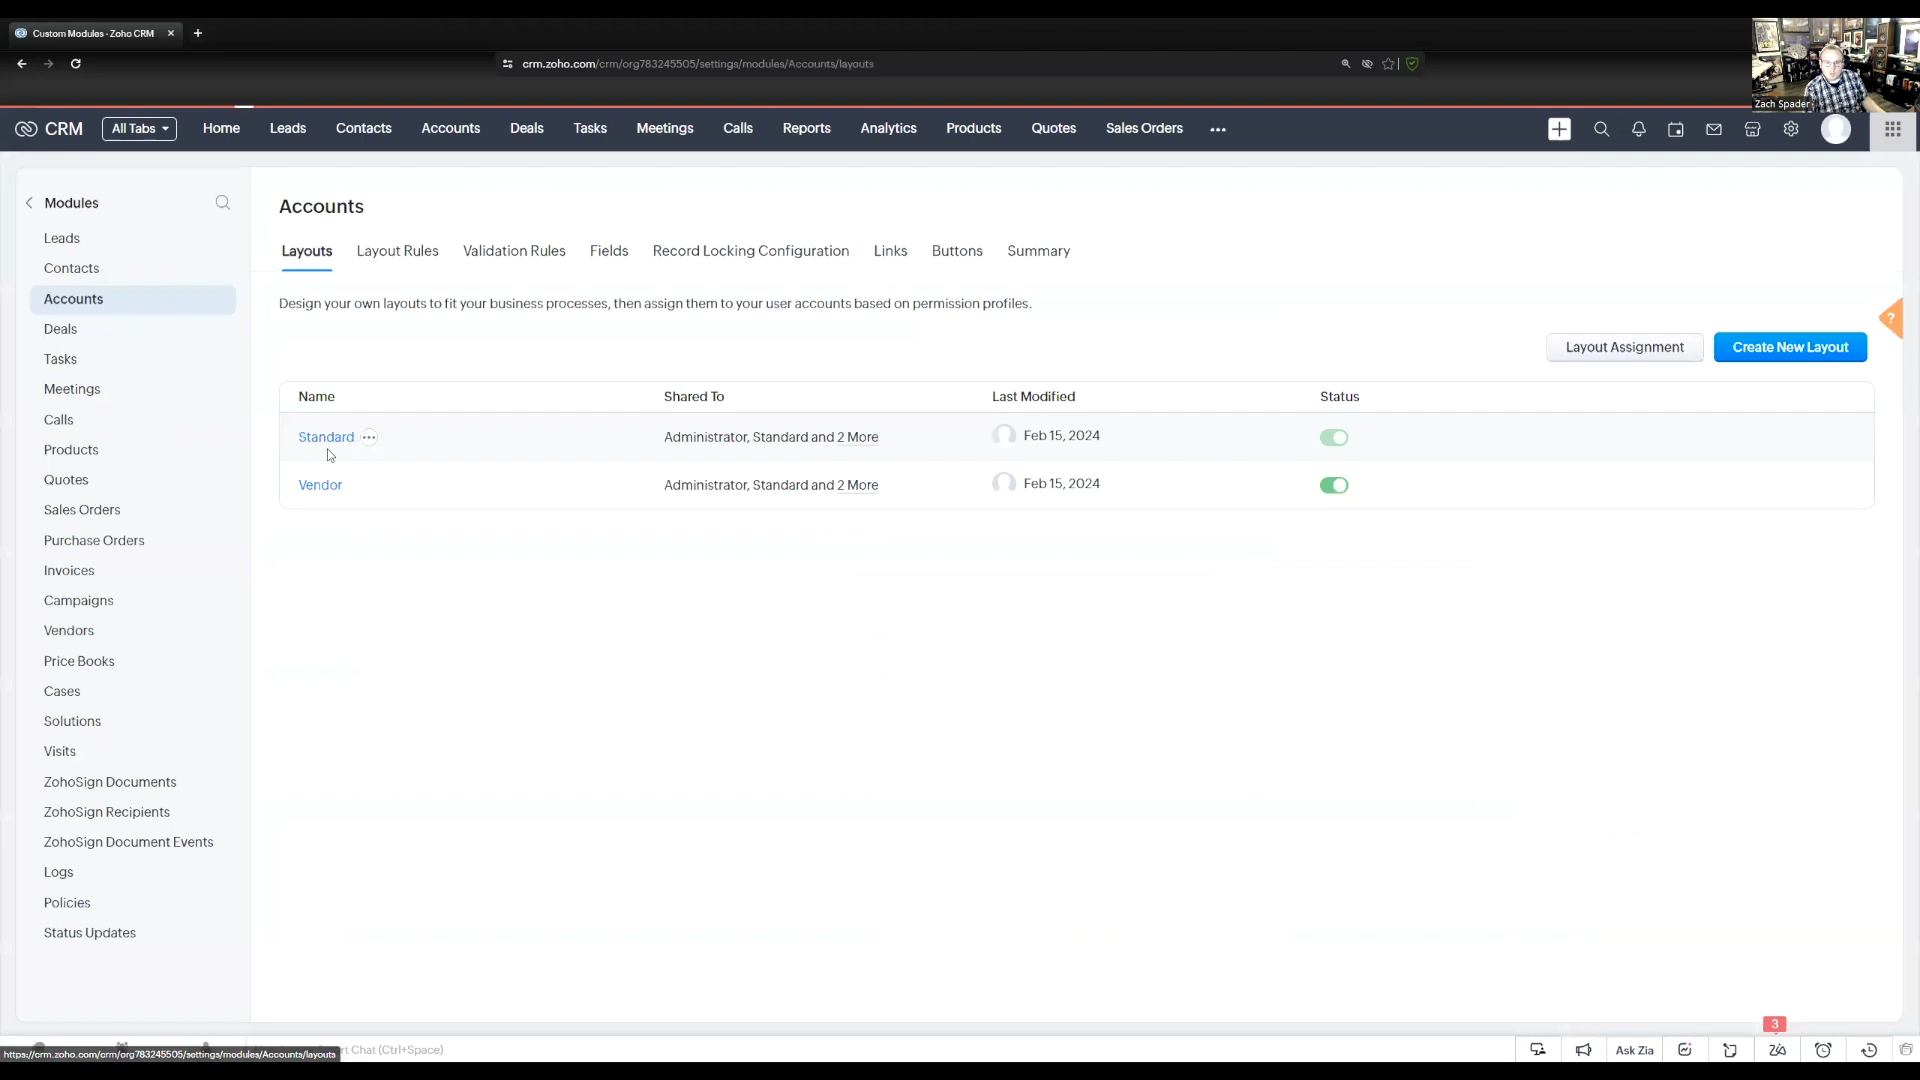 Custom Modules - Zoho CRM
crm.zoho.com/crm/org783245505/settings/modules/Accounts/layouts
Zach Spader
CRM All Tabs Home Leads Contacts Accounts Deals Tasks Meetings Calls Reports Analytics Products Quotes Sales Orders
Modules
Leads
Contacts
Accounts
Deals
Tasks
Meetings
Calls
Products
Quotes
Sales Orders
Purchase Orders
Invoices
Campaigns
Vendors
Price Books
Cases
Solutions
Visits
ZohoSign Documents
ZohoSign Recipients
ZohoSign Document Events
Logs
Policies
Status Updates
Accounts
Layouts Layout Rules Validation Rules Fields Record Locking Configuration Links Buttons Summary
Design your own layouts to fit your business processes, then assign them to your user accounts based on permission profiles.
?
Layout Assignment Create New Layout
Name Shared To Last Modified Status
Standard Administrator, Standard and 2 More Feb 15, 2024
Vendor Administrator, Standard and 2 More Feb 15, 2024
3
https://crm.zoho.com/crm/org783245505/settings/modules/Accounts/layouts
Chat (Ctrl+Space)
Ask Zia